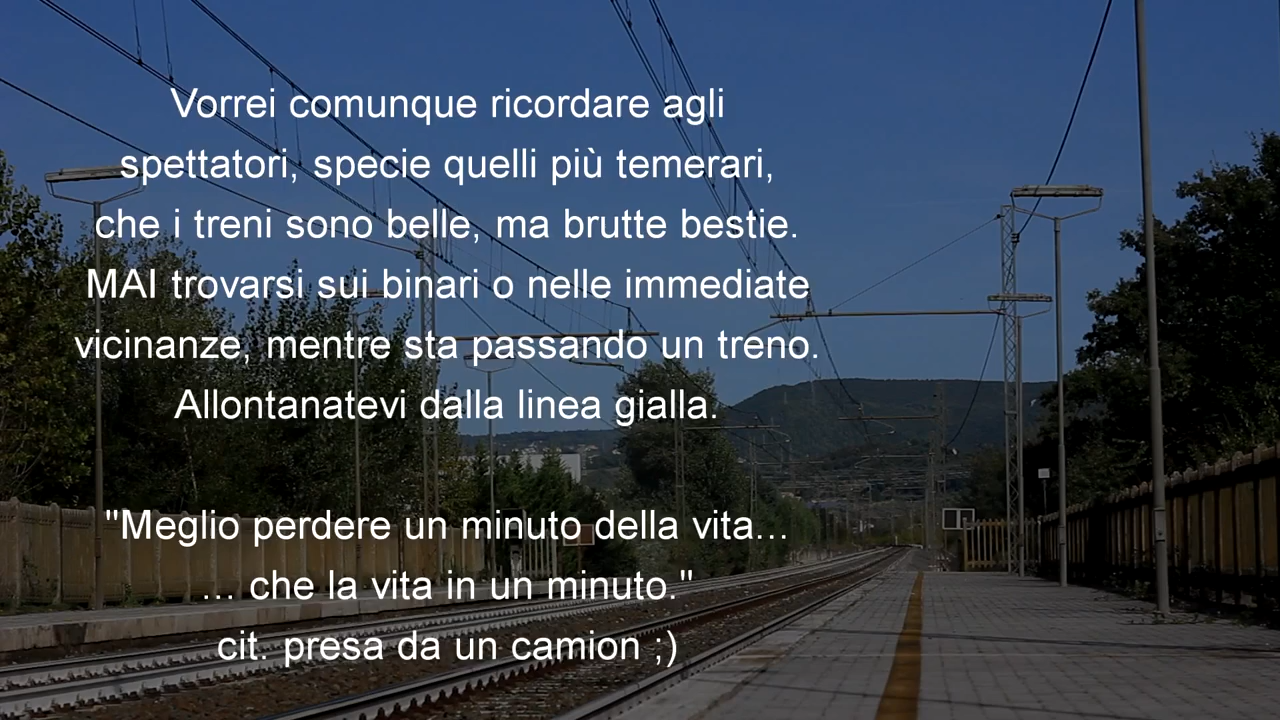 Vorrei comunque ricordare agli
spettatori, specie quelli più temerari,
che i treni sono belle, ma brutte bestie.
MAI trovarsi sui binari o nelle immediate
vicinanze, mentre sta passando un treno.
Allontanatevi dalla linea gialla.
"Meglio perdere un minuto della vita...
... che la vita in un minuto."
cit. presa da un camion ;)